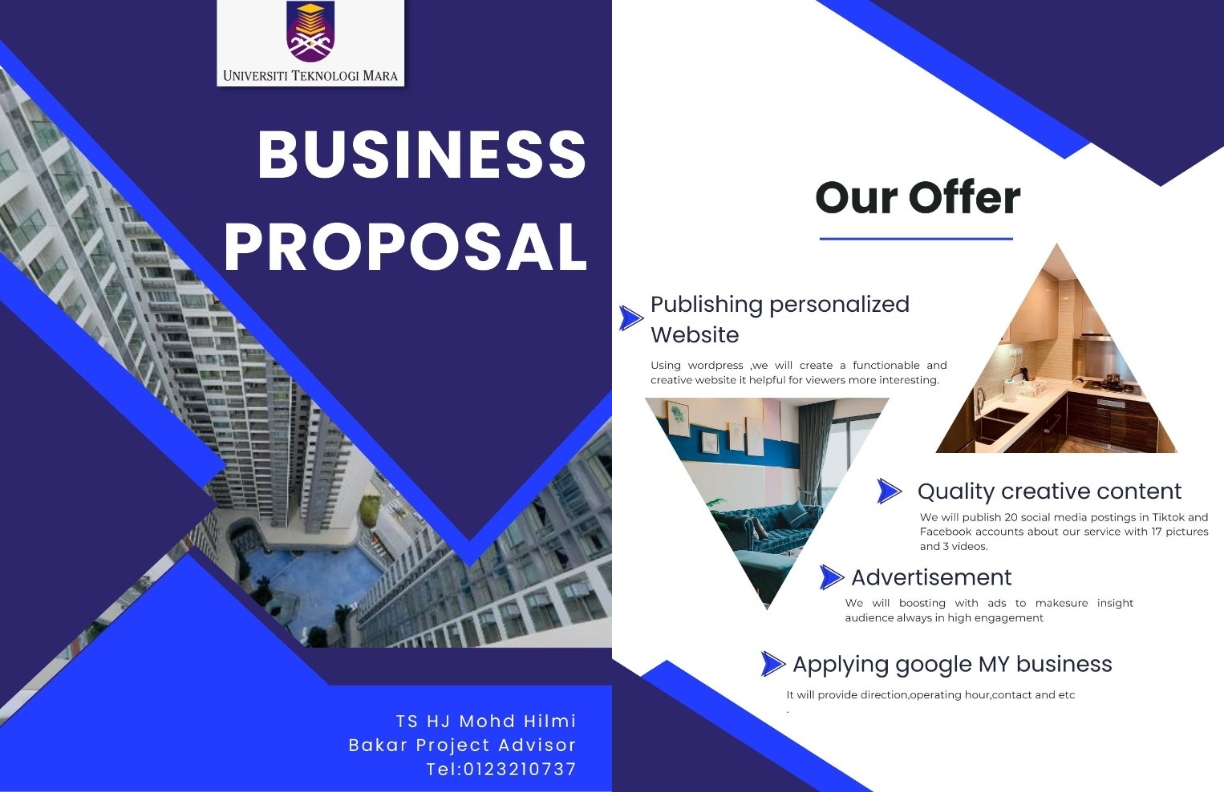 UNIVERSITI TEKNOLOGI MARA
BUSINESS
PROPOSAL
TS HJ Mohd Hilmi
Bakar Project Advisor
Tel:0123210737
Our Offer
Publishing personalized
Website
Using wordpress ,we will create a functionable and
creative website it helpful for viewers more interesting.
Quality creative content
We will publish 20 social media postings in Tiktok and
Facebook accounts about our service with 17 pictures
and 3 videos.
Advertisement
We will boosting with ads to makesure insight
audience always in high engagement
Applying google MY business
It will provide direction,operating hour,contact and etc
.